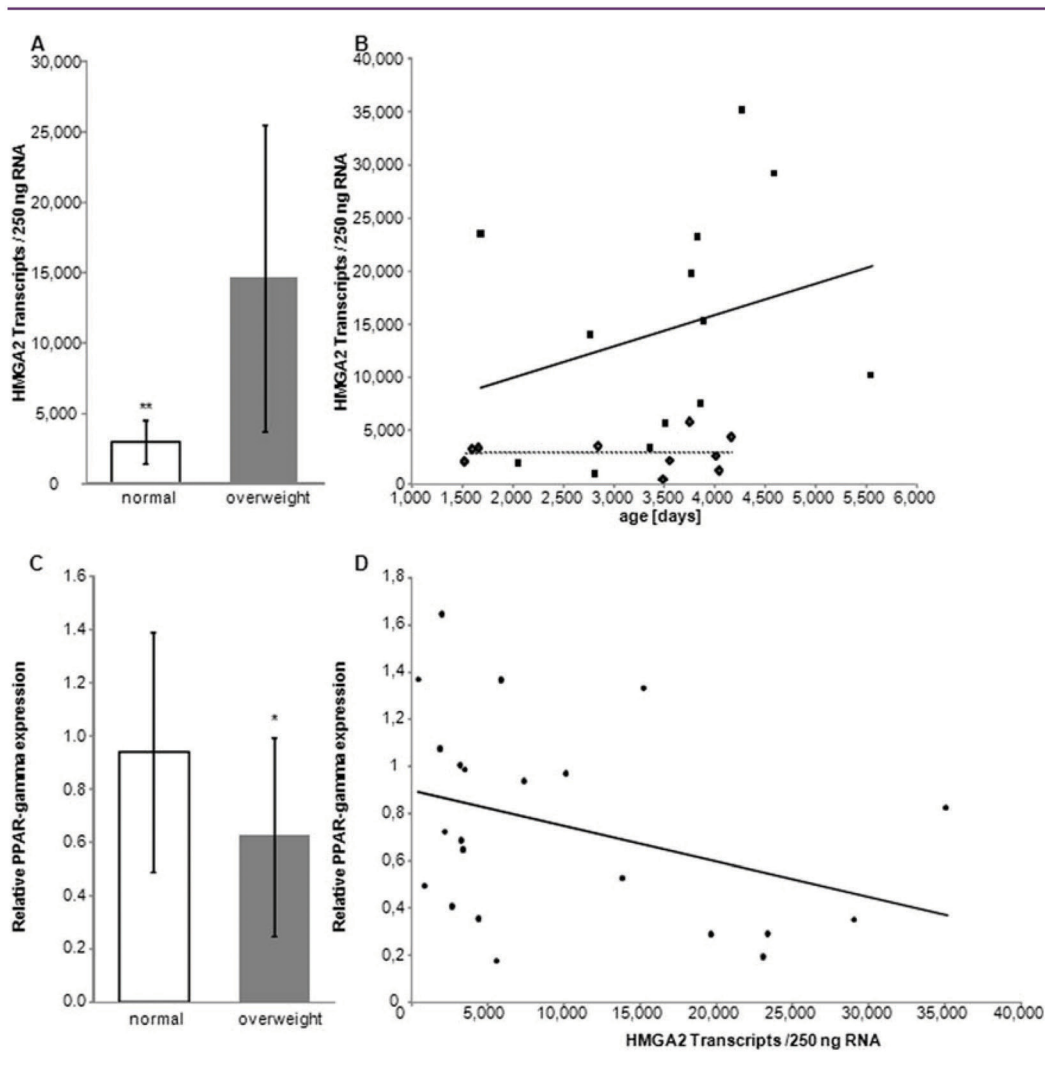 A
HMGA2 Transcripts / 250 ng RNA
30,000
25,000
20,000
15,000
10,000
5,000
0
**
normal overweight
B
HMGA2 Transcripts / 250 ng RNA
40,000
35,000
30,000
25,000
20,000
15,000
10,000
5,000
0
1,000 1,500 2,000 2,500 3,000 3,500 4,000 4,500 5,000 5,500 6,000
age [days]
C
Relative PPAR-gamma expression
1.6
1.4
1.2
1.0
0.8
0.6
0.4
0.2
0.0
*
normal overweight
D
Relative PPAR-gamma expression
1,8
1,6
1,4
1,2
1
0,8
0,6
0,4
0,2
0
0 5,000 10,000 15,000 20,000 25,000 30,000 35,000 40,000
HMGA2 Transcripts /250 ng RNA